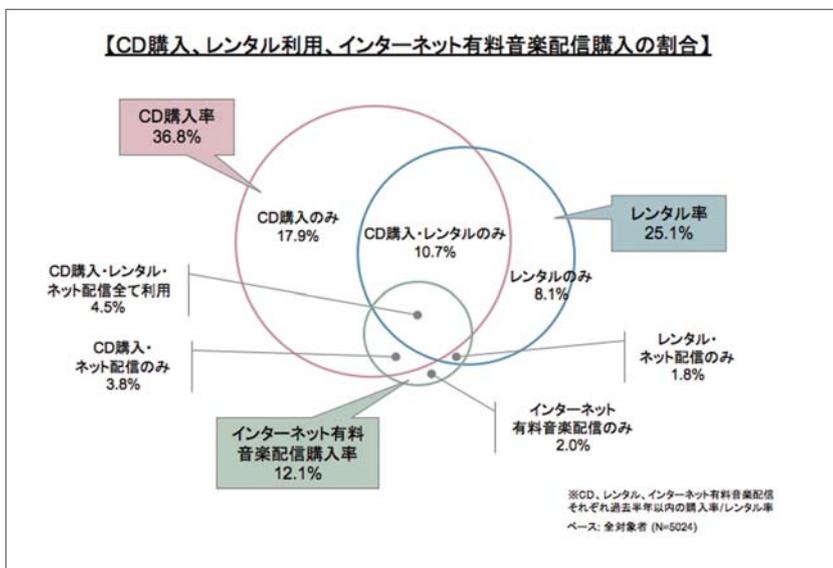 【CD購入、レンタル利用、インターネット有料音楽配信購入の割合】
CD購入率
36.8%
CD購入のみ
17.9%
CD購入・レンタルのみ
10.7%
レンタル率
25.1%
レンタルのみ
8.1%
CD購入・レンタル・
ネット配信全て利用
4.5%
CD購入・
ネット配信のみ
3.8%
レンタル・
ネット配信のみ
1.8%
インターネット
有料音楽配信のみ
2.0%
インターネット有料
音楽配信購入率
12.1%
※CD、レンタル、インターネット有料音楽配信
それぞれ過去半年以内の購入率/レンタル率
ベース: 全対象者 (N=5024)